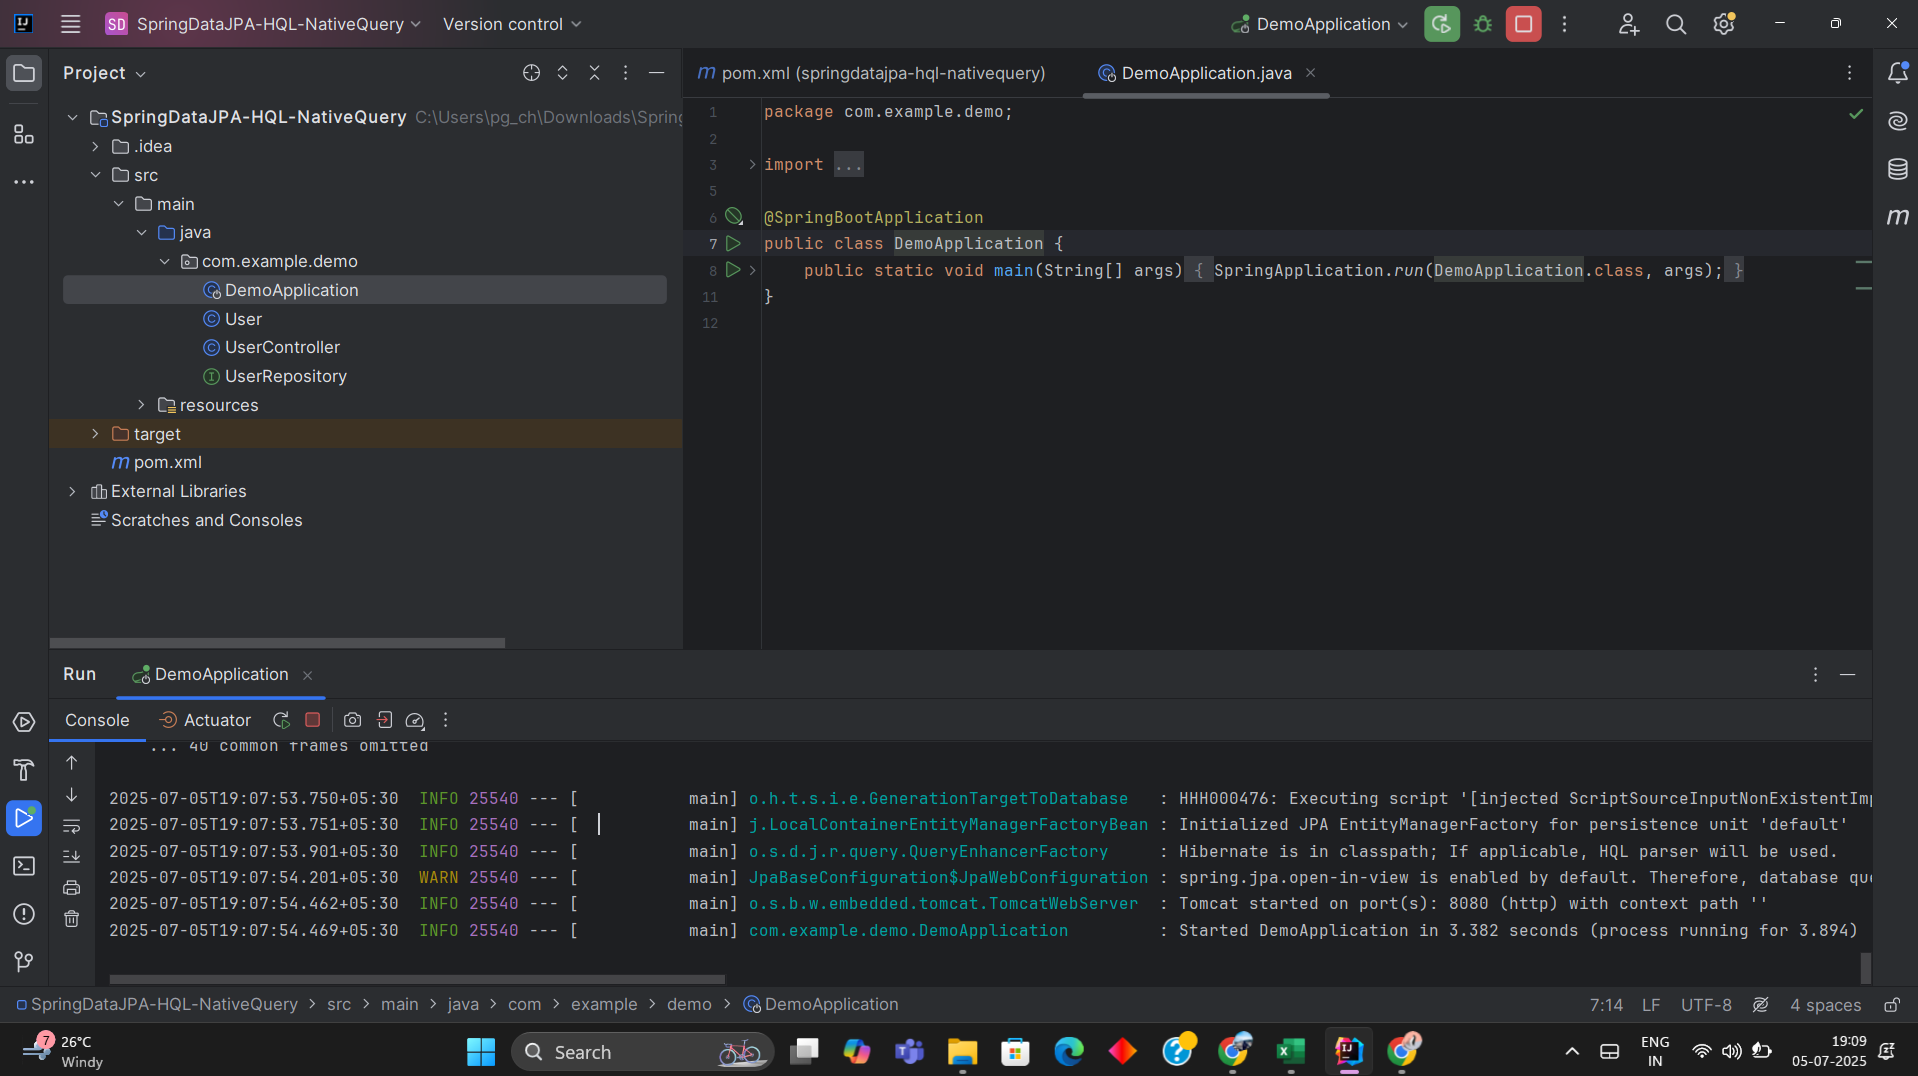 SD SpringDataJPA-HQL-NativeQuery Version control DemoApplication
Project
pom.xml (springdatajpa-hql-nativequery) DemoApplication.java
SpringDataJPA-HQL-NativeQuery C:\Users\pg_ch\Downloads\Spring
.idea
src
main
java
com.example.demo
DemoApplication
User
UserController
UserRepository
resources
target
m pom.xml
External Libraries
Scratches and Consoles
1 package com.example.demo;
2
3 import ...
5
6 @SpringBootApplication
7 public class DemoApplication {
8 public static void main(String[] args) { SpringApplication.run(DemoApplication.class, args); }
11 }
12
Run DemoApplication
Console Actuator
... 40 common frames omitted
2025-07-05T19:07:53.750+05:30 INFO 25540 --- [ main] o.h.t.s.i.e.GenerationTargetToDatabase : HHH000476: Executing script '[injected ScriptSourceInputNonExistentImp
2025-07-05T19:07:53.751+05:30 INFO 25540 --- [ main] j.LocalContainerEntityManagerFactoryBean : Initialized JPA EntityManagerFactory for persistence unit 'default'
2025-07-05T19:07:53.901+05:30 INFO 25540 --- [ main] o.s.d.j.r.query.QueryEnhancerFactory : Hibernate is in classpath; If applicable, HQL parser will be used.
2025-07-05T19:07:54.201+05:30 WARN 25540 --- [ main] JpaBaseConfiguration$JpaWebConfiguration : spring.jpa.open-in-view is enabled by default. Therefore, database que
2025-07-05T19:07:54.462+05:30 INFO 25540 --- [ main] o.s.b.w.embedded.tomcat.TomcatWebServer : Tomcat started on port(s): 8080 (http) with context path ''
2025-07-05T19:07:54.469+05:30 INFO 25540 --- [ main] com.example.demo.DemoApplication : Started DemoApplication in 3.382 seconds (process running for 3.894)
SpringDataJPA-HQL-NativeQuery > src > main > java > com > example > demo > DemoApplication 7:14 LF UTF-8 4 spaces
7 26°C
Windy
Search
ENG
IN
19:09
05-07-2025